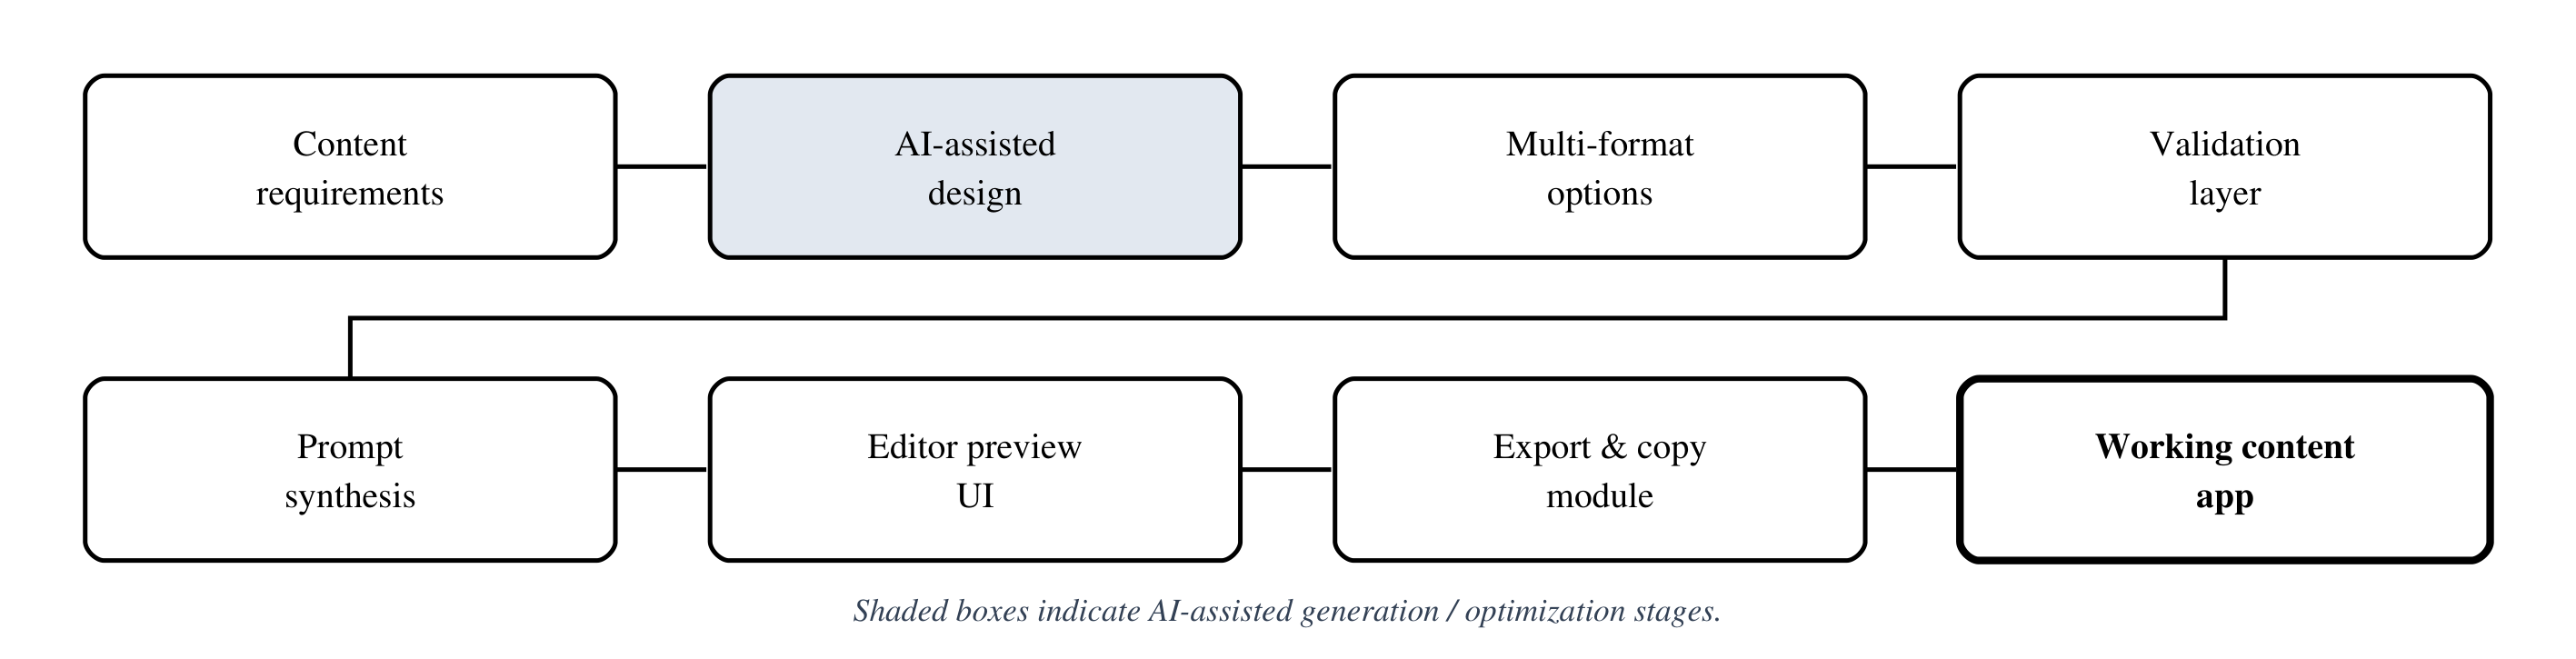 Content
requirements
AI-assisted
design
Multi-format
options
Validation
layer
Prompt
synthesis
Editor preview
UI
Export & copy
module
Working content
app
Shaded boxes indicate AI-assisted generation / optimization stages.